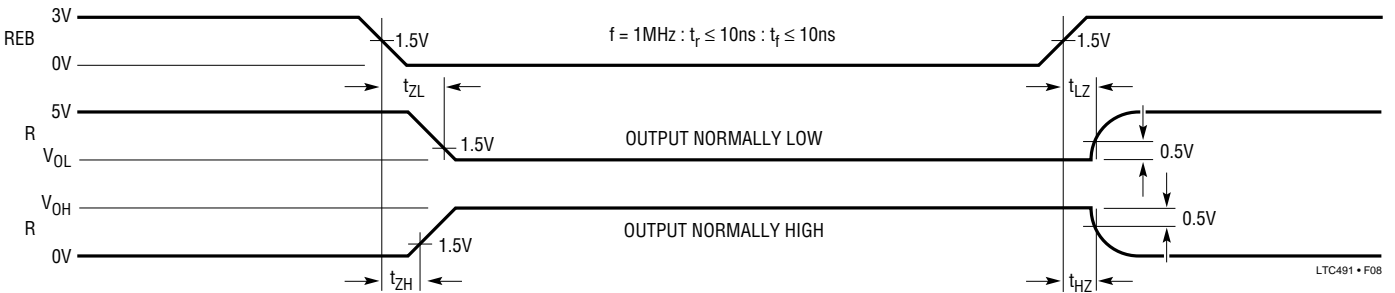 3V
REB
1.5V
f = 1MHz : tr ≤ 10ns : tf ≤ 10ns
1.5V
0V
tZL
tLZ
5V
R
1.5V
OUTPUT NORMALLY LOW
0.5V
VOL
VOH
R
1.5V
OUTPUT NORMALLY HIGH
0.5V
0V
tZH
tHZ
LTC491 • F08